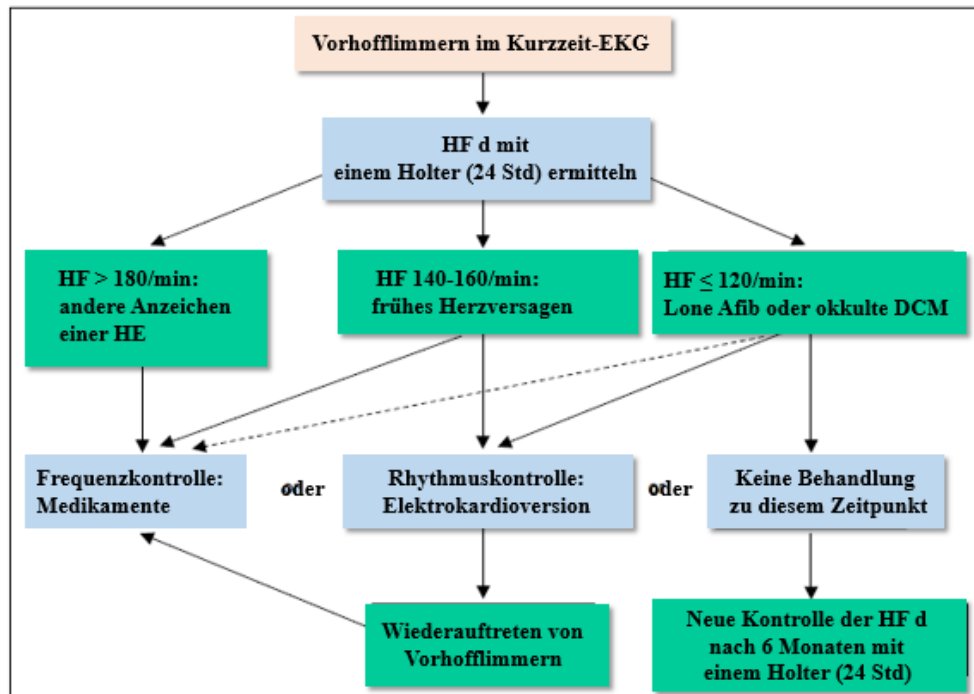 Vorhofflimmern im Kurzzeit-EKG
HF d mit
einem Holter (24 Std) ermitteln
HF > 180/min:
andere Anzeichen
einer HE
HF 140-160/min:
frühes Herzversagen
HF ≤ 120/min:
Lone Afib oder okkulte DCM
Frequenzkontrolle:
Medikamente
oder
Rhythmuskontrolle:
Elektrokardioversion
oder
Keine Behandlung
zu diesem Zeitpunkt
Wiederauftreten von
Vorhofflimmern
Neue Kontrolle der HF d
nach 6 Monaten mit
einem Holter (24 Std)